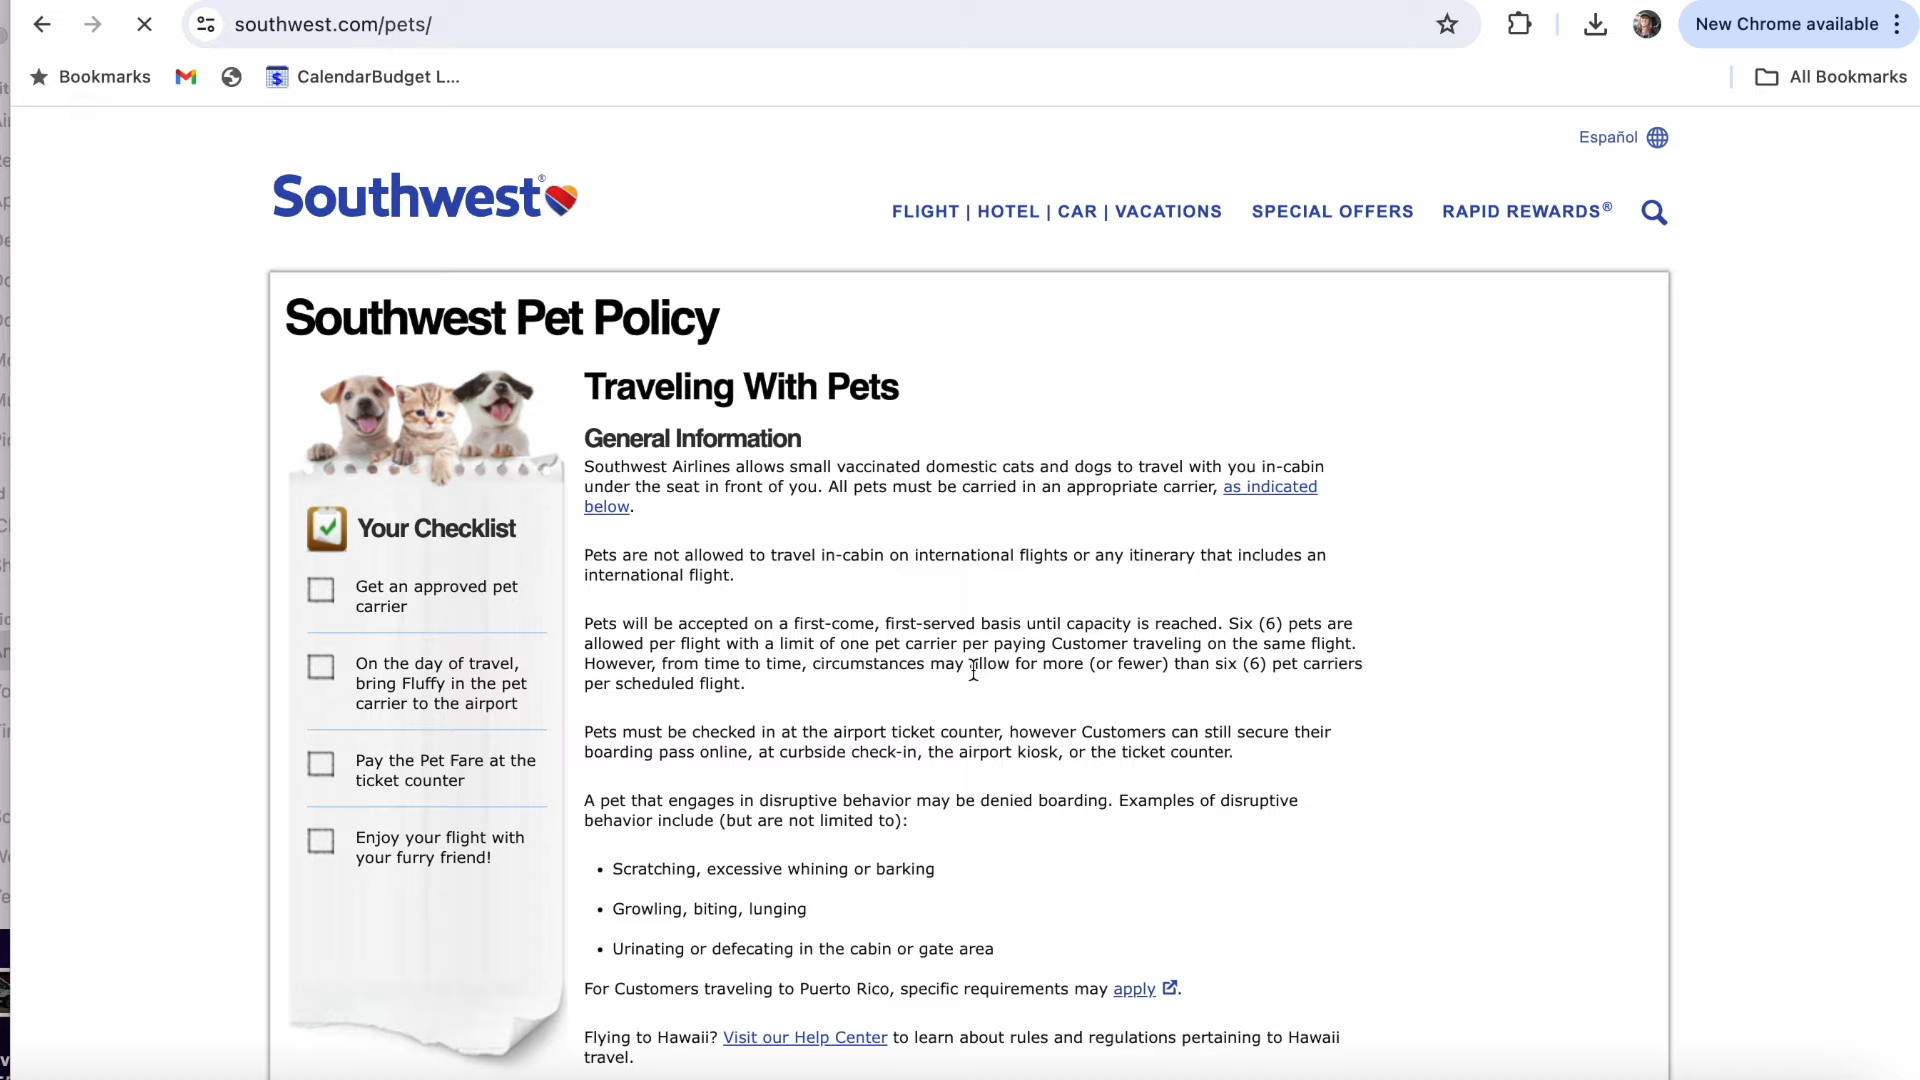 southwest.com/pets/
New Chrome available
Bookmarks
CalendarBudget L...
All Bookmarks
Español
Southwest®
FLIGHT | HOTEL | CAR | VACATIONS
SPECIAL OFFERS
RAPID REWARDS®
Southwest Pet Policy
Your Checklist
Get an approved pet
carrier
On the day of travel,
bring Fluffy in the pet
carrier to the airport
Pay the Pet Fare at the
ticket counter
Enjoy your flight with
your furry friend!
Traveling With Pets
General Information
Southwest Airlines allows small vaccinated domestic cats and dogs to travel with you in-cabin
under the seat in front of you. All pets must be carried in an appropriate carrier, as indicated
below.
Pets are not allowed to travel in-cabin on international flights or any itinerary that includes an
international flight.
Pets will be accepted on a first-come, first-served basis until capacity is reached. Six (6) pets are
allowed per flight with a limit of one pet carrier per paying Customer traveling on the same flight.
However, from time to time, circumstances may allow for more (or fewer) than six (6) pet carriers
per scheduled flight.
Pets must be checked in at the airport ticket counter, however Customers can still secure their
boarding pass online, at curbside check-in, the airport kiosk, or the ticket counter.
A pet that engages in disruptive behavior may be denied boarding. Examples of disruptive
behavior include (but are not limited to):
• Scratching, excessive whining or barking
• Growling, biting, lunging
• Urinating or defecating in the cabin or gate area
For Customers traveling to Puerto Rico, specific requirements may apply.
Flying to Hawaii? Visit our Help Center to learn about rules and regulations pertaining to Hawaii
travel.